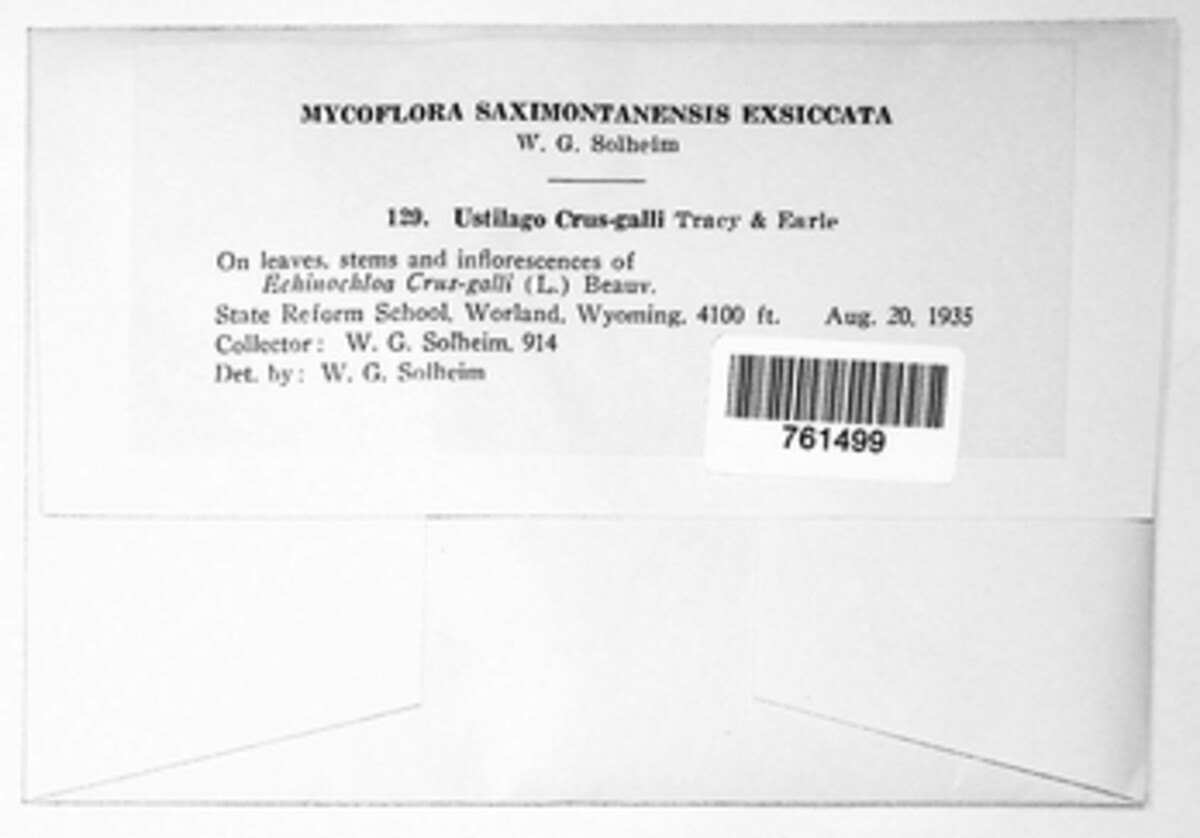 MYCOFLORA SAXIMONTANENSIS EXSICCATA
W. G. Solheim
129. Ustilago Crus-galli Tracy & Earle
On leaves, stems and inflorescences of
Echinochloa Crus-galli (L.) Beauv.
State Reform School, Worland, Wyoming, 4100 ft. Aug. 20, 1935
Collector: W. G. Solheim, 914
Det. by: W. G. Solheim
761499